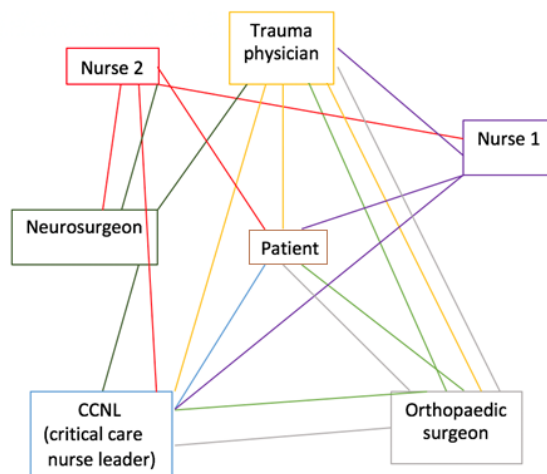 Trauma
physician
Nurse 2
Nurse 1
Neurosurgeon
Patient
CCNL
(critical care
nurse leader)
Orthopaedic
surgeon